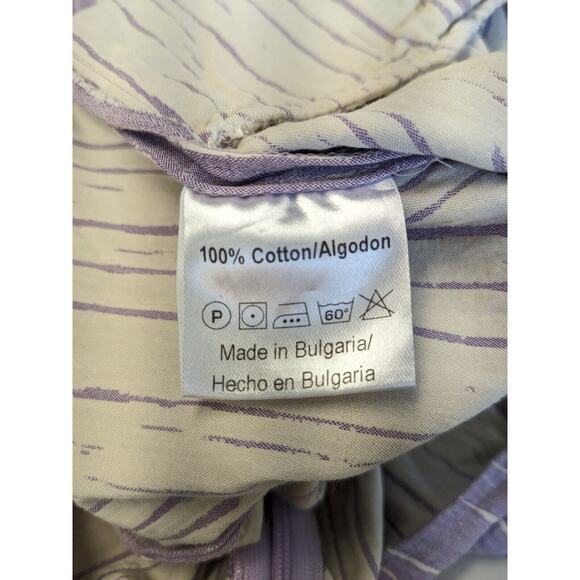 100% Cotton/Algodon
P 60°
Made in Bulgaria/
Hecho en Bulgaria